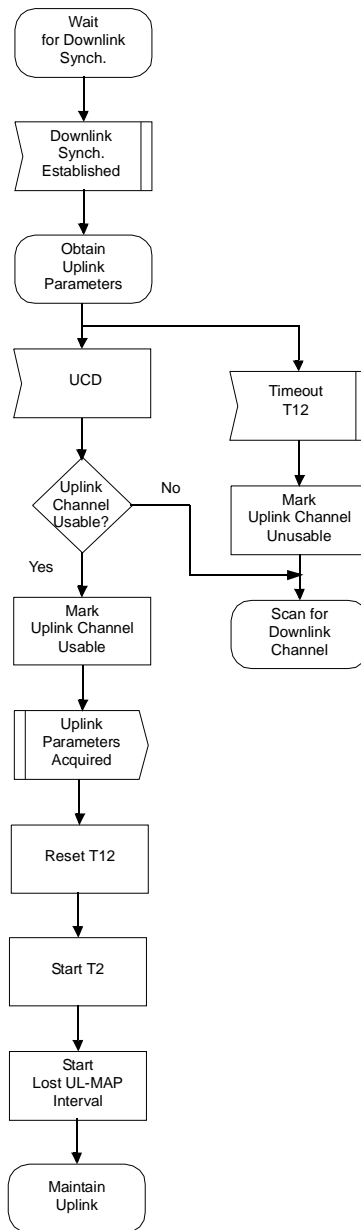 Wait
for Downlink
Synch.
Downlink
Synch.
Established
Obtain
Uplink
Parameters
UCD
Timeout
T12
Uplink
Channel
Usable?
No
Yes
Mark
Uplink Channel
Unusable
Mark
Uplink Channel
Usable
Scan for
Downlink
Channel
Uplink
Parameters
Acquired
Reset T12
Start T2
Start
Lost UL-MAP
Interval
Maintain
Uplink